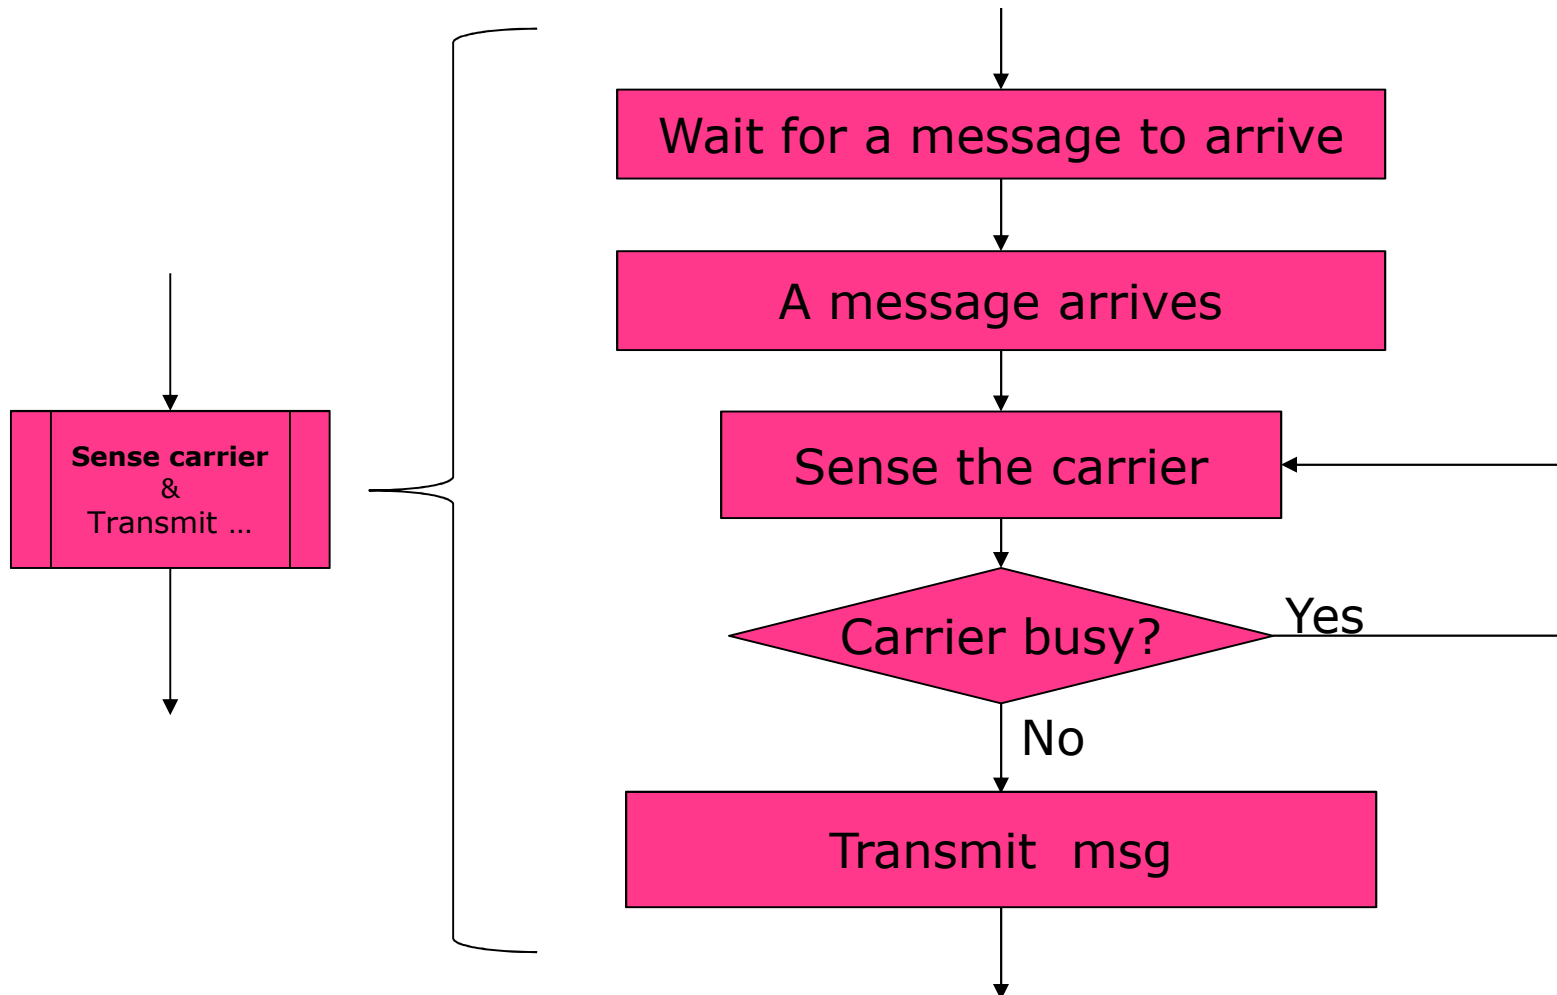 Sense carrier
&
Transmit ...
Wait for a message to arrive
A message arrives
Sense the carrier
Carrier busy?
Yes
No
Transmit  msg